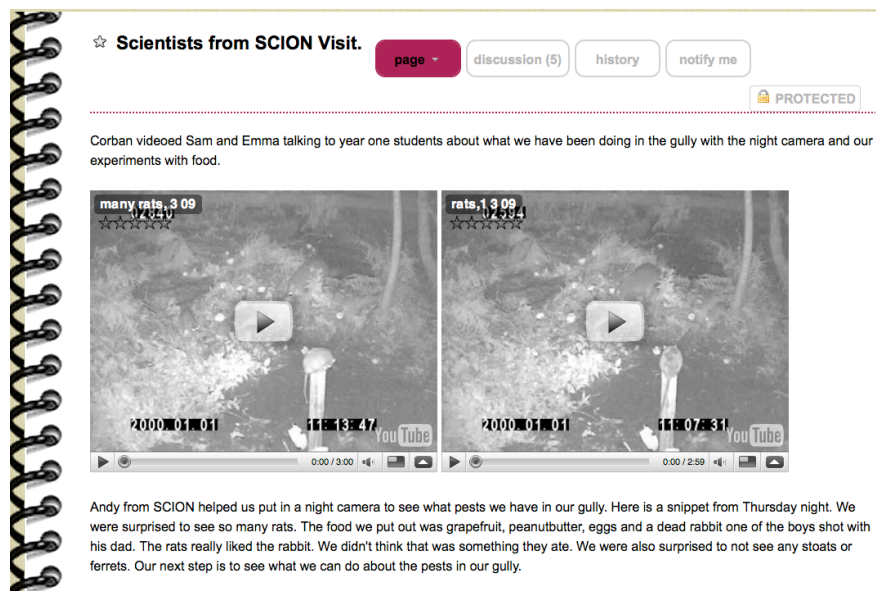 Scientists from SCION Visit.
page
discussion (5)
history
notify me
PROTECTED
Corban videoed Sam and Emma talking to year one students about what we have been doing in the gully with the night camera and our
experiments with food.
many rats, 3 09
rats,1 3 09
2000. 01. 01 11: 13: 47
YouTube
2000. 01. 01 11: 07: 31
YouTube
0:00 / 3:00
0:00 / 2:59
Andy from SCION helped us put in a night camera to see what pests we have in our gully. Here is a snippet from Thursday night. We
were surprised to see so many rats. The food we put out was grapefruit, peanutbutter, eggs and a dead rabbit one of the boys shot with
his dad. The rats really liked the rabbit. We didn't think that was something they ate. We were also surprised to not see any stoats or
ferrets. Our next step is to see what we can do about the pests in our gully.